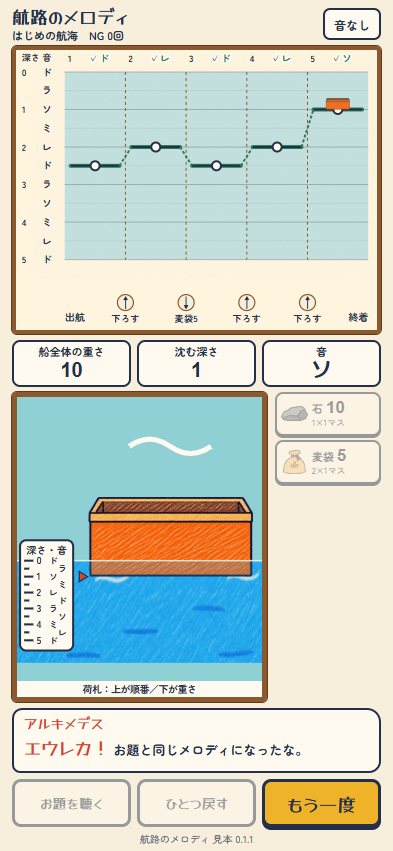 航路のメロディ
はじめの航海 NG 0回
音なし
深さ 音 1 ✓ド 2 ✓レ 3 ✓ド 4 ✓レ 5 ✓ソ
0 ド
ラ
1 ソ
ミ
2 レ
ド
3 ラ
ソ
4 ミ
レ
5 ド
出航 下ろす 麦袋5 下ろす 下ろす 終着
船全体の重さ
10
沈む深さ
1
音
ソ
石 10
1×1マス
麦袋 5
2×1マス
深さ・音
0 ド
ラ
1 ソ
ミ
2 レ
ド
3 ラ
ソ
4 ミ
レ
5 ド
荷札：上が順番／下が重さ
アルキメデス
エウレカ！ お題と同じメロディになったな。
お題を聴く
ひとつ戻す
もう一度
航路のメロディ 見本 0.1.1